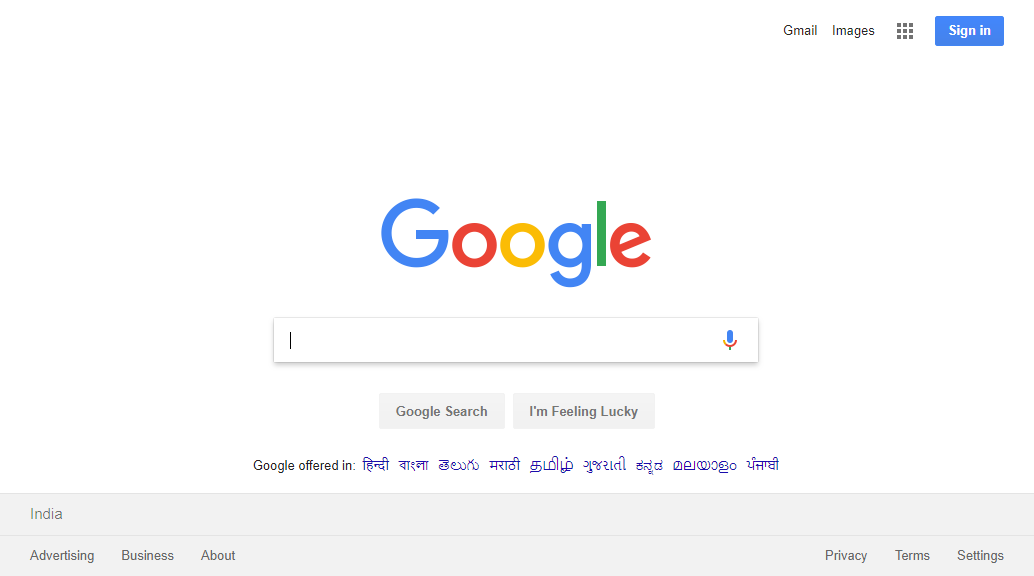 Gmail Images Sign in
Google
Google Search I'm Feeling Lucky
Google offered in: हिन्दी বাংলা తెలుగు मराठी தமிழ் ગુજરાતી ಕನ್ನಡ മലയാളം ਪੰਜਾਬੀ
India
Advertising Business About Privacy Terms Settings